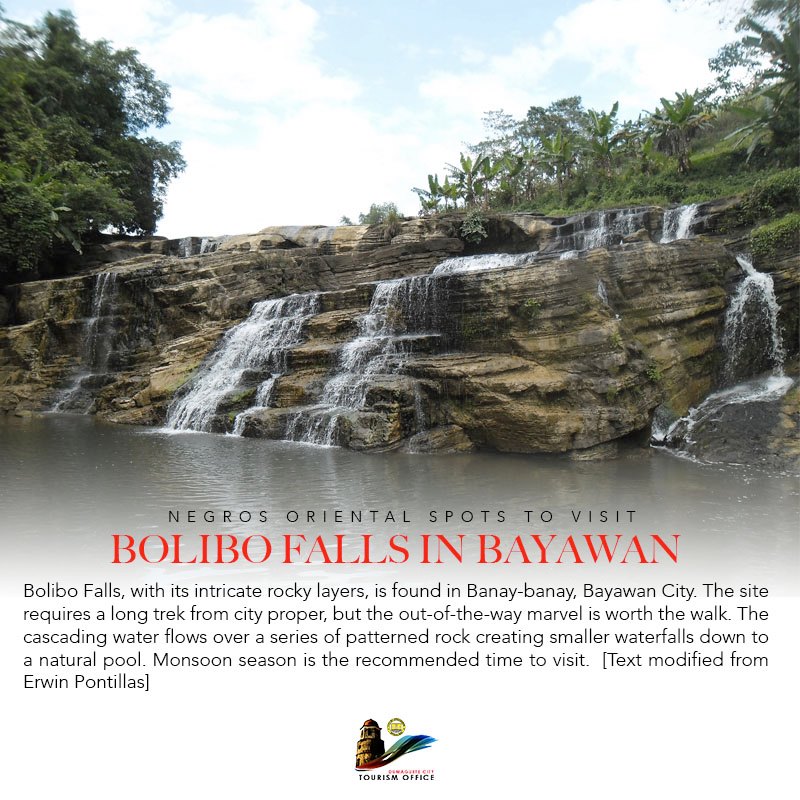 NEGROS ORIENTAL SPOTS TO VISIT
BOLIBO FALLS IN BAYAWAN
Bolibo Falls, with its intricate rocky layers, is found in Banay-banay, Bayawan City. The site
requires a long trek from city proper, but the out-of-the-way marvel is worth the walk. The
cascading water flows over a series of patterned rock creating smaller waterfalls down to
a natural pool. Monsoon season is the recommended time to visit.  [Text modified from
Erwin Pontillas]
DUMAGUETE CITY
TOURISM OFFICE